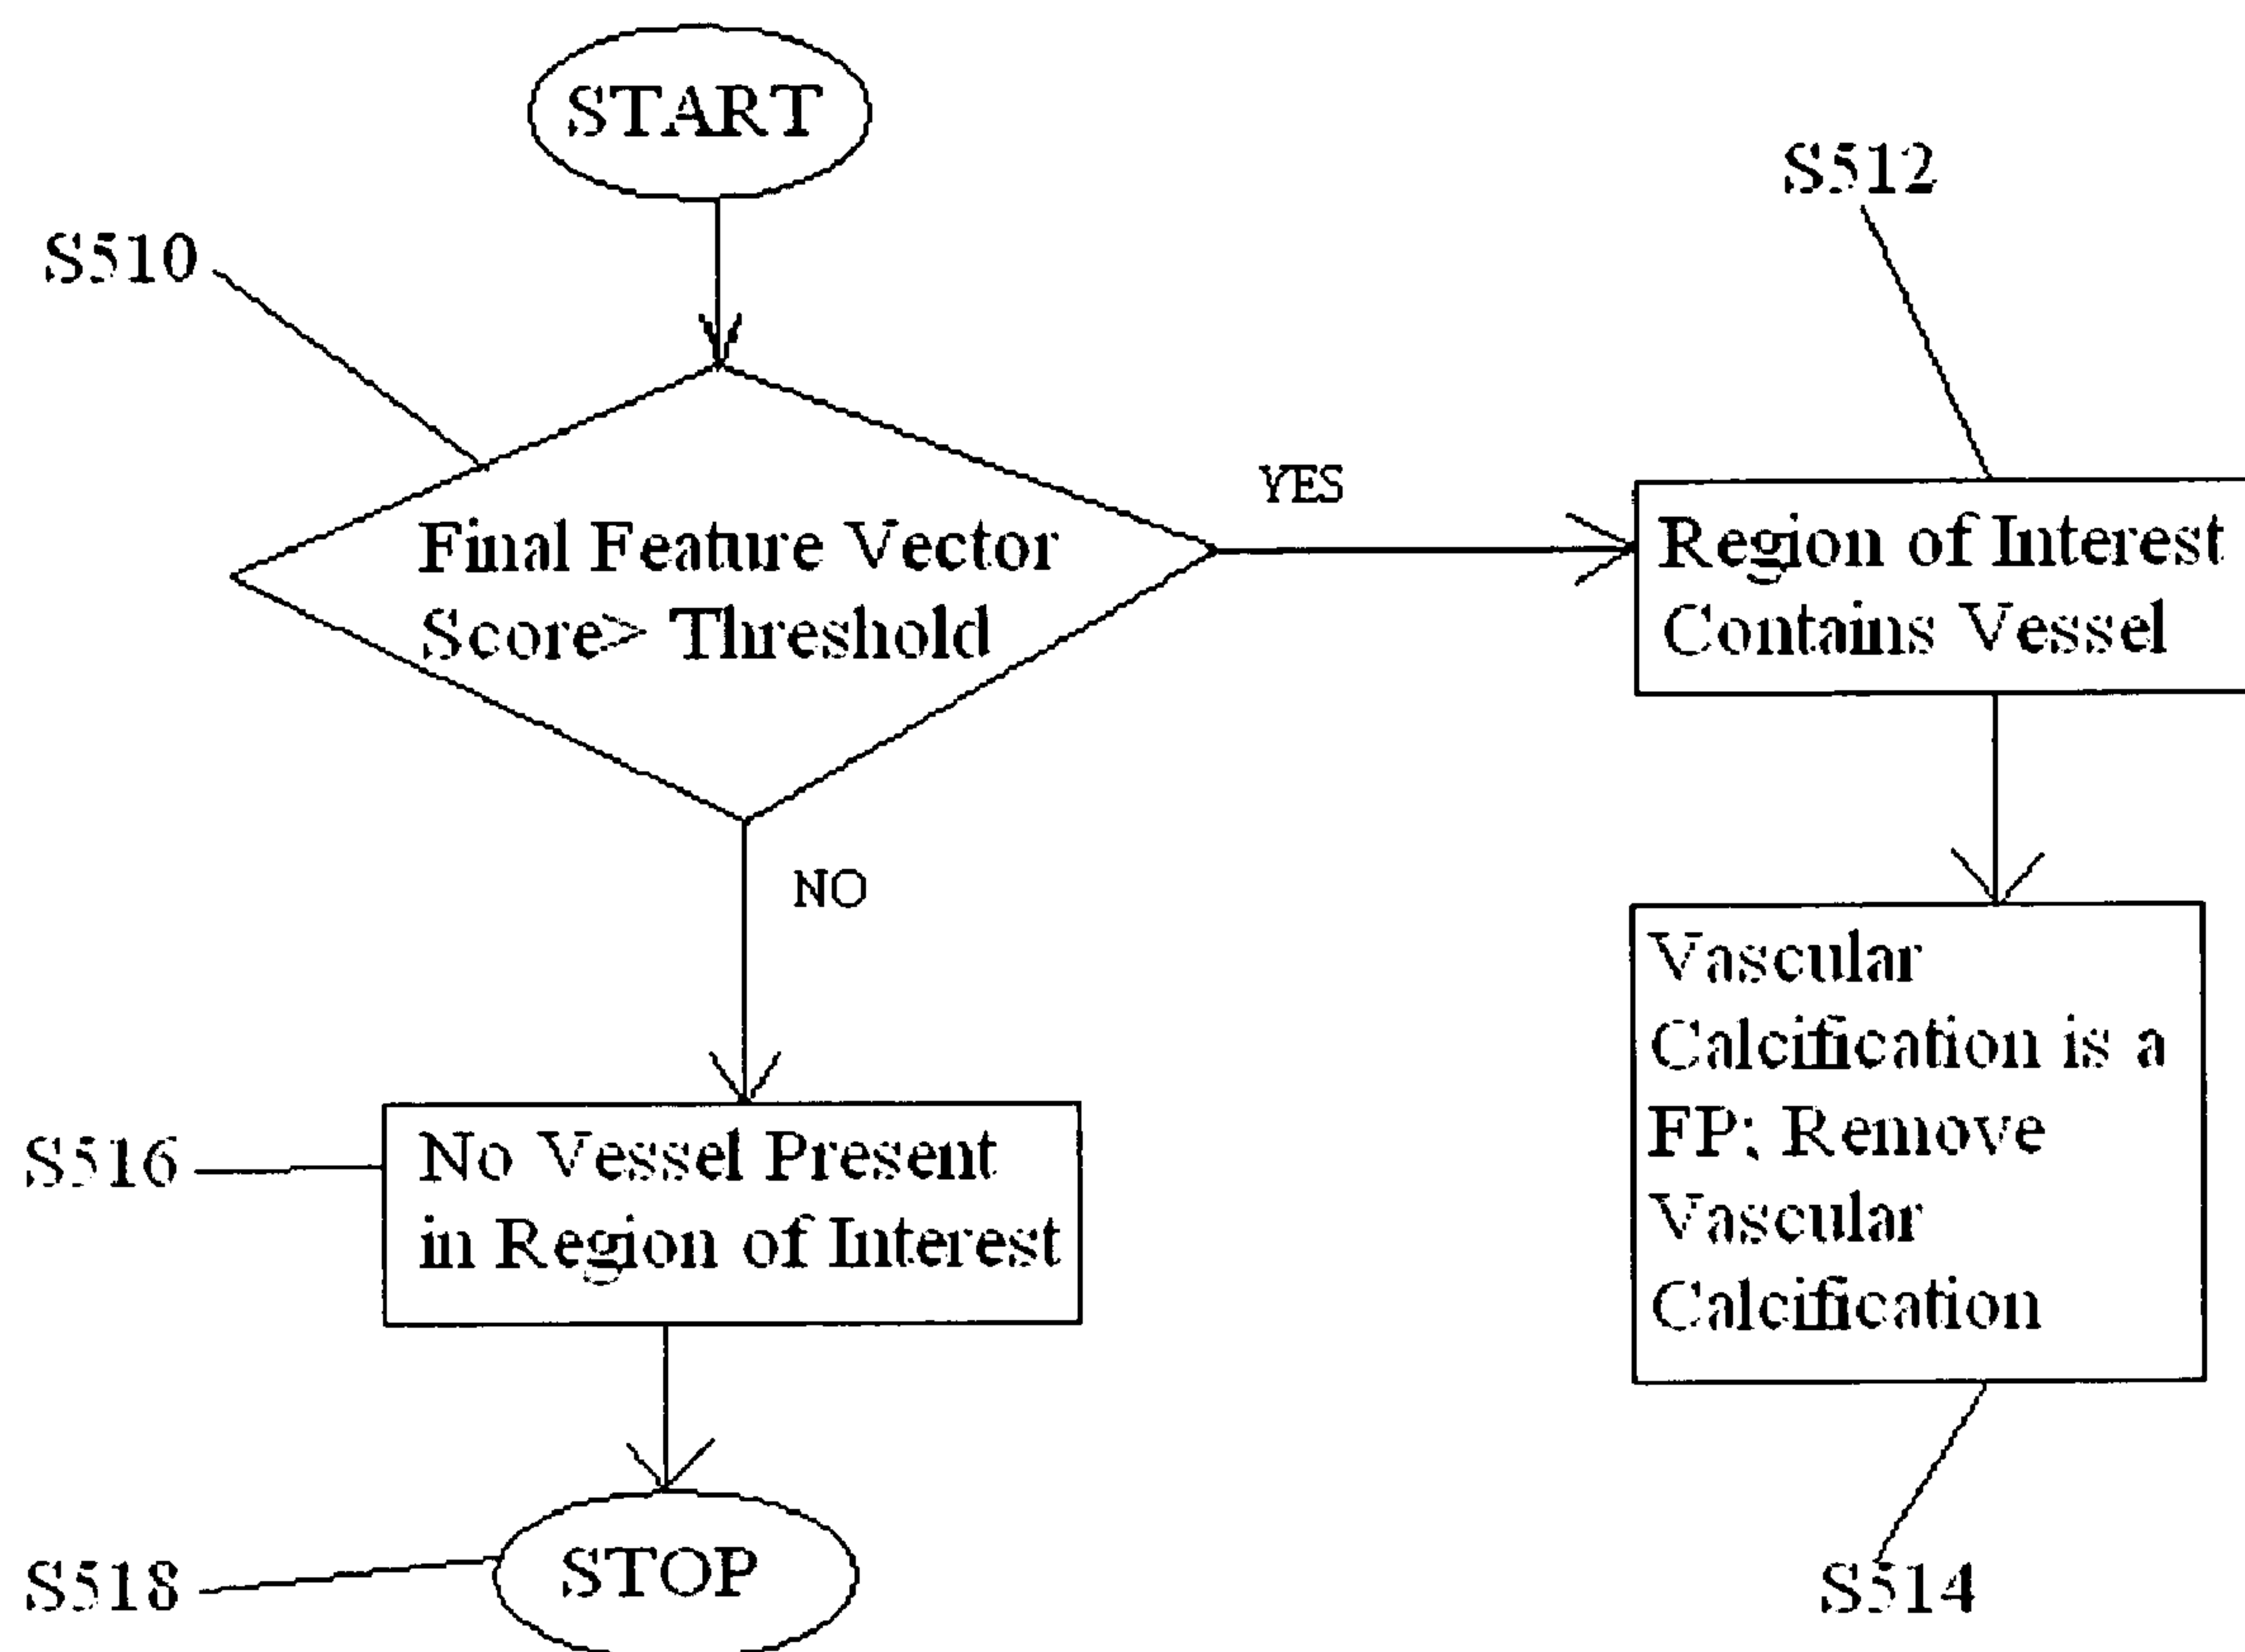 START
S510
S512
Final Feature Vector
Score> Threshold
YES
Region of Interest
Contains Vessel
NO
Vascular
Calcification is a
FP; Remove
Vascular
Calcification
S516
No Vessel Present
in Region of Interest
S518
STOP
S514